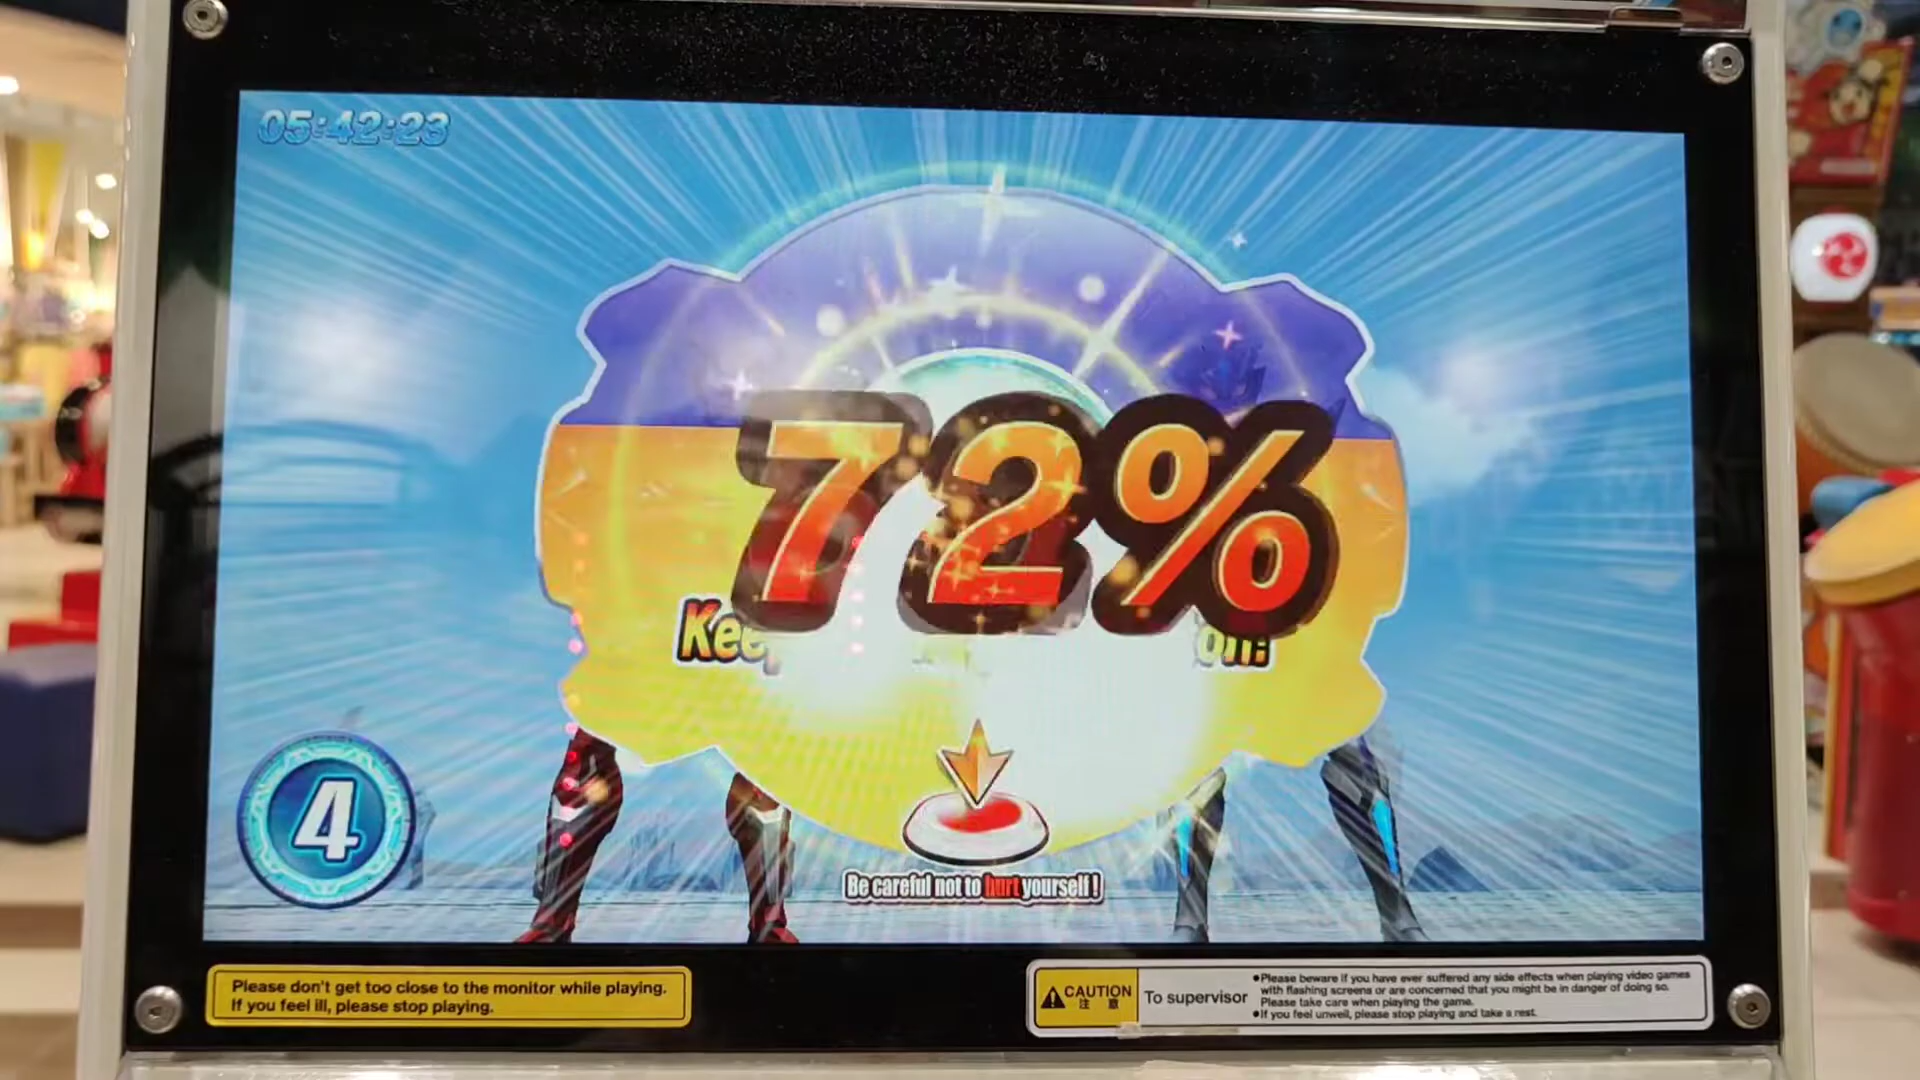 05:42:23
72%
Keep
on!
4
Be careful not to hurt yourself!
Please don't get too close to the monitor while playing.
If you feel ill, please stop playing.
CAUTION
注 意
To supervisor
•Please beware if you have ever suffered any side effects when playing video games
with flashing screens or are concerned that you might be in danger of doing so.
Please take care when playing the game.
•If you feel unwell, please stop playing and take a rest.